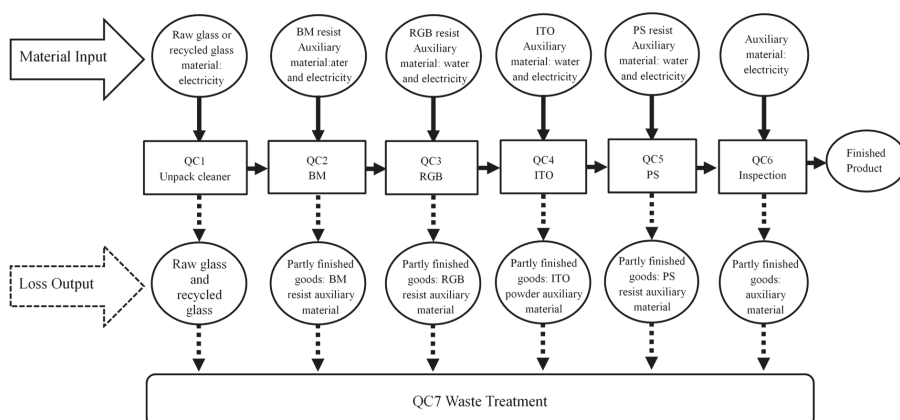 Material Input
Raw glass or
recycled glass
material:
electricity
BM resist
Auxiliary
material:ater
and electricity
RGB resist
Auxiliary
material: water
and electricity
ITO
Auxiliary
material: water
and electricity
PS resist
Auxiliary
material: water
and electricity
Auxiliary
material:
electricity
QC1
Unpack cleaner
QC2
BM
QC3
RGB
QC4
ITO
QC5
PS
QC6
Inspection
Finished
Product
Loss Output
Raw glass
and
recycled
glass
Partly finished
goods: BM
resist auxiliary
material
Partly finished
goods: RGB
resist auxiliary
material
Partly finished
goods: ITO
powder auxiliary
material
Partly finished
goods: PS
resist auxiliary
material
Partly finished
goods:
auxiliary
material
QC7 Waste Treatment